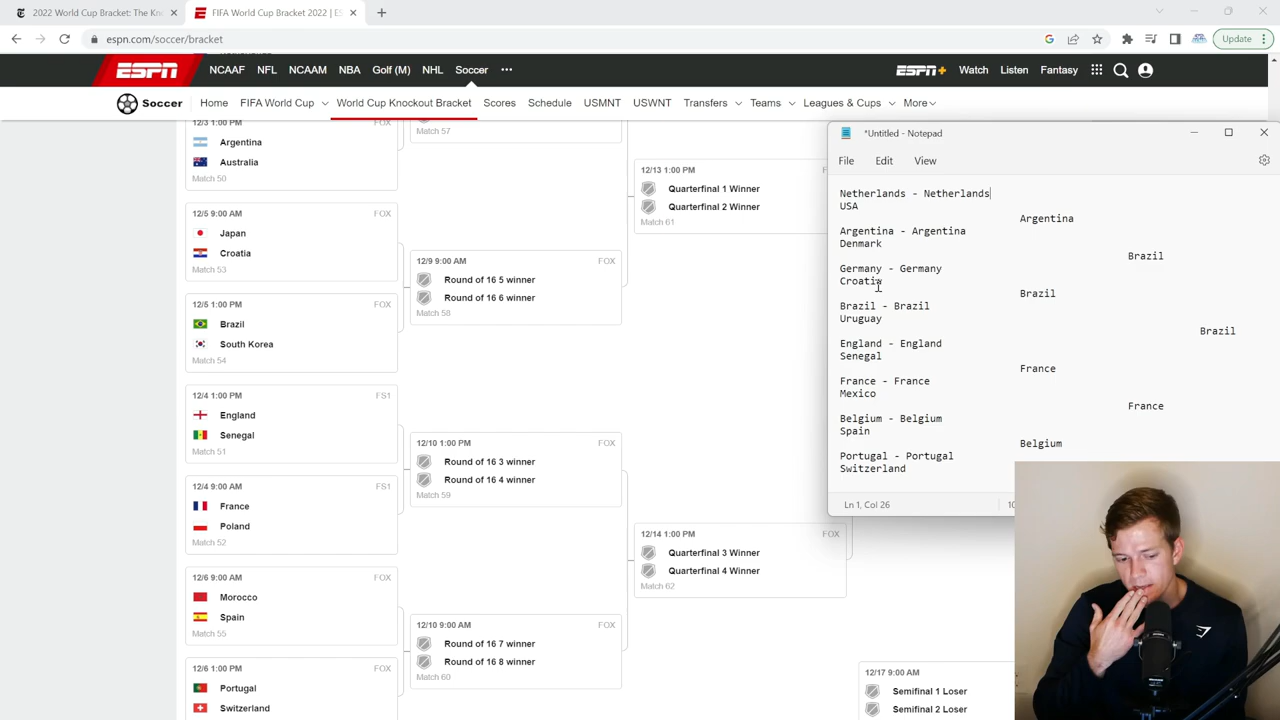 2022 World Cup Bracket: The Kn
FIFA World Cup Bracket 2022 | ES
espn.com/soccer/bracket
Update
ESPN
NCAAF
NFL
NCAAM
NBA
Golf (M)
NHL
Soccer
ESPN+
Watch
Listen
Fantasy
Soccer
Home
FIFA World Cup
World Cup Knockout Bracket
Scores
Schedule
USMNT
USWNT
Transfers
Teams
Leagues & Cups
More
12/3 1:00 PM FOX
Argentina
Australia
Match 50
12/5 9:00 AM FOX
Japan
Croatia
Match 53
12/5 1:00 PM FOX
Brazil
South Korea
Match 54
12/4 1:00 PM FS1
England
Senegal
Match 51
12/4 9:00 AM FS1
France
Poland
Match 52
12/6 9:00 AM FOX
Morocco
Spain
Match 55
12/6 1:00 PM FOX
Portugal
Switzerland
Match 57
12/9 9:00 AM FOX
Round of 16 5 winner
Round of 16 6 winner
Match 58
12/10 1:00 PM FOX
Round of 16 3 winner
Round of 16 4 winner
Match 59
12/10 9:00 AM FOX
Round of 16 7 winner
Round of 16 8 winner
Match 60
12/13 1:00 PM
Quarterfinal 1 Winner
Quarterfinal 2 Winner
Match 61
12/14 1:00 PM FOX
Quarterfinal 3 Winner
Quarterfinal 4 Winner
Match 62
12/17 9:00 AM
Semifinal 1 Loser
Semifinal 2 Loser
*Untitled - Notepad
File
Edit
View
Netherlands - Netherlands
USA
Argentina
Argentina - Argentina
Denmark
Brazil
Germany - Germany
Croatia
Brazil
Brazil - Brazil
Uruguay
Brazil
England - England
Senegal
France
France - France
Mexico
France
Belgium - Belgium
Spain
Belgium
Portugal - Portugal
Switzerland
Ln 1, Col 26